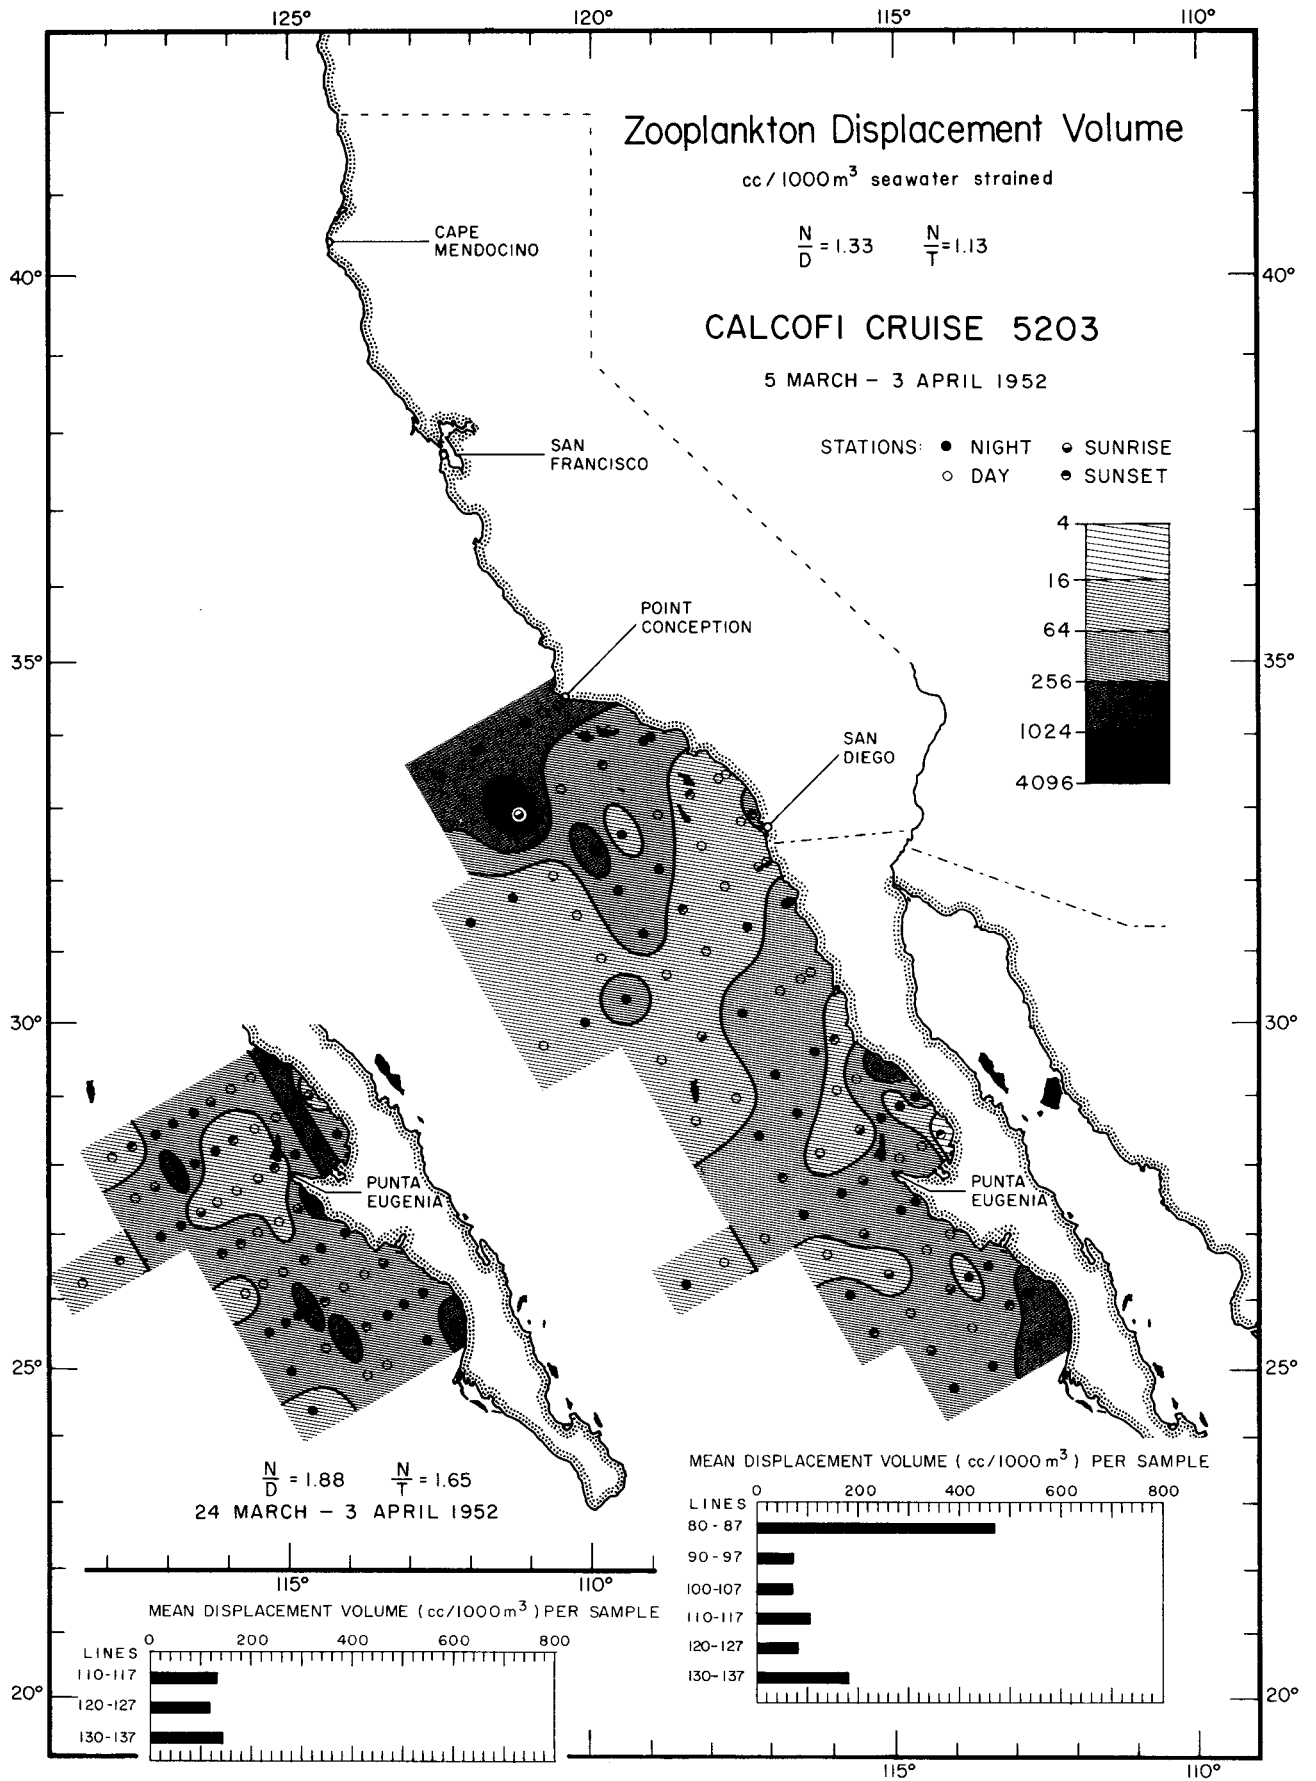 125° 120° 115° 110°
Zooplankton Displacement Volume
cc/1000m³ seawater strained
N/D = 1.33 N/T = 1.13
CALCOFI CRUISE 5203
5 MARCH – 3 APRIL 1952
STATIONS: ● NIGHT SUNRISE
○ DAY SUNSET
4
16
64
256
1024
4096
CAPE
MENDOCINO
40° 40°
SAN
FRANCISCO
POINT
CONCEPTION
35° 35°
SAN
DIEGO
30° 30°
PUNTA
EUGENIA
PUNTA
EUGENIA
25° 25°
N/D = 1.88 N/T = 1.65
24 MARCH – 3 APRIL 1952
115° 110°
MEAN DISPLACEMENT VOLUME (cc/1000m³) PER SAMPLE
0 200 400 600 800
LINES
110-117
120-127
130-137
MEAN DISPLACEMENT VOLUME (cc/1000m³) PER SAMPLE
0 200 400 600 800
LINES
80-87
90-97
100-107
110-117
120-127
130-137
20° 20°
115° 110°